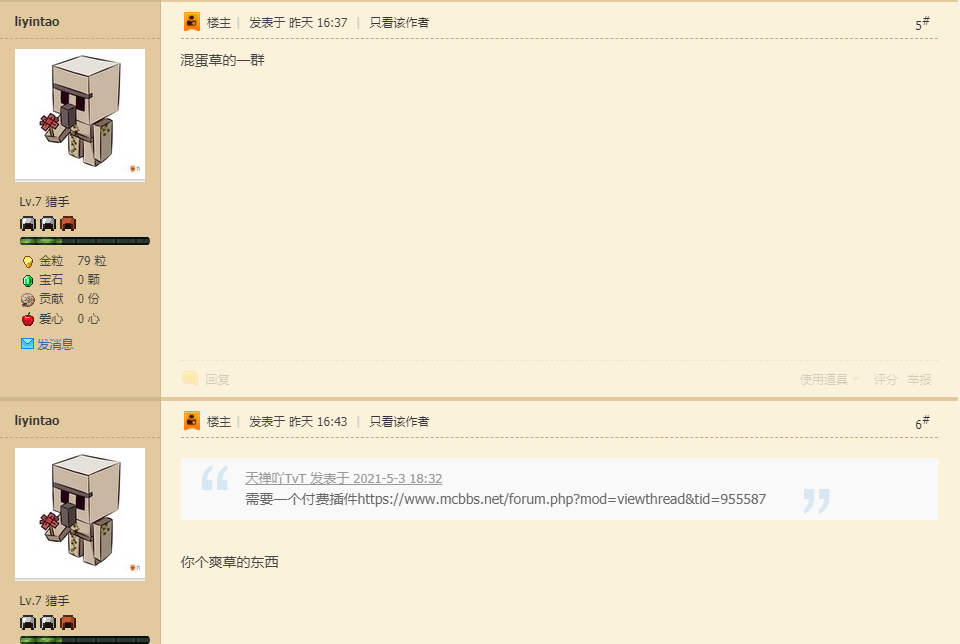 liyintao
楼主 | 发表于 昨天 16:37 | 只看该作者
5#
混蛋草的一群
Lv.7 猎手
金粒 79 粒
宝石 0 颗
贡献 0 份
爱心 0 心
发消息
回复
使用道具 评分 举报
liyintao
楼主 | 发表于 昨天 16:43 | 只看该作者
6#
天禅吖TvT 发表于 2021-5-3 18:32
需要一个付费插件https://www.mcbbs.net/forum.php?mod=viewthread&tid=955587
你个爽草的东西
Lv.7 猎手